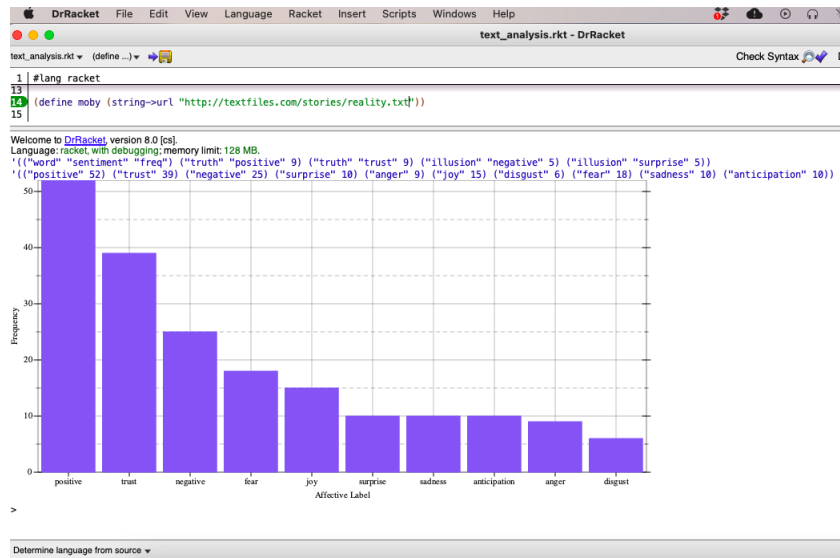 DrRacket File Edit View Language Racket Insert Scripts Windows Help
text_analysis.rkt - DrRacket
text_analysis.rkt (define ...) Check Syntax
1 #lang racket
13
14 (define moby (string->url "http://textfiles.com/stories/reality.txt"))
15
Welcome to DrRacket, version 8.0 [cs].
Language: racket, with debugging; memory limit: 128 MB.
'(("word" "sentiment" "freq") ("truth" "positive" 9) ("truth" "trust" 9) ("illusion" "negative" 5) ("illusion" "surprise" 5))
'(("positive" 52) ("trust" 39) ("negative" 25) ("surprise" 10) ("anger" 9) ("joy" 15) ("disgust" 6) ("fear" 18) ("sadness" 10) ("anticipation" 10))
50
40
30
20
10
0
Frequency
positive trust negative fear joy surprise sadness anticipation anger disgust
Affective Label
>
Determine language from source